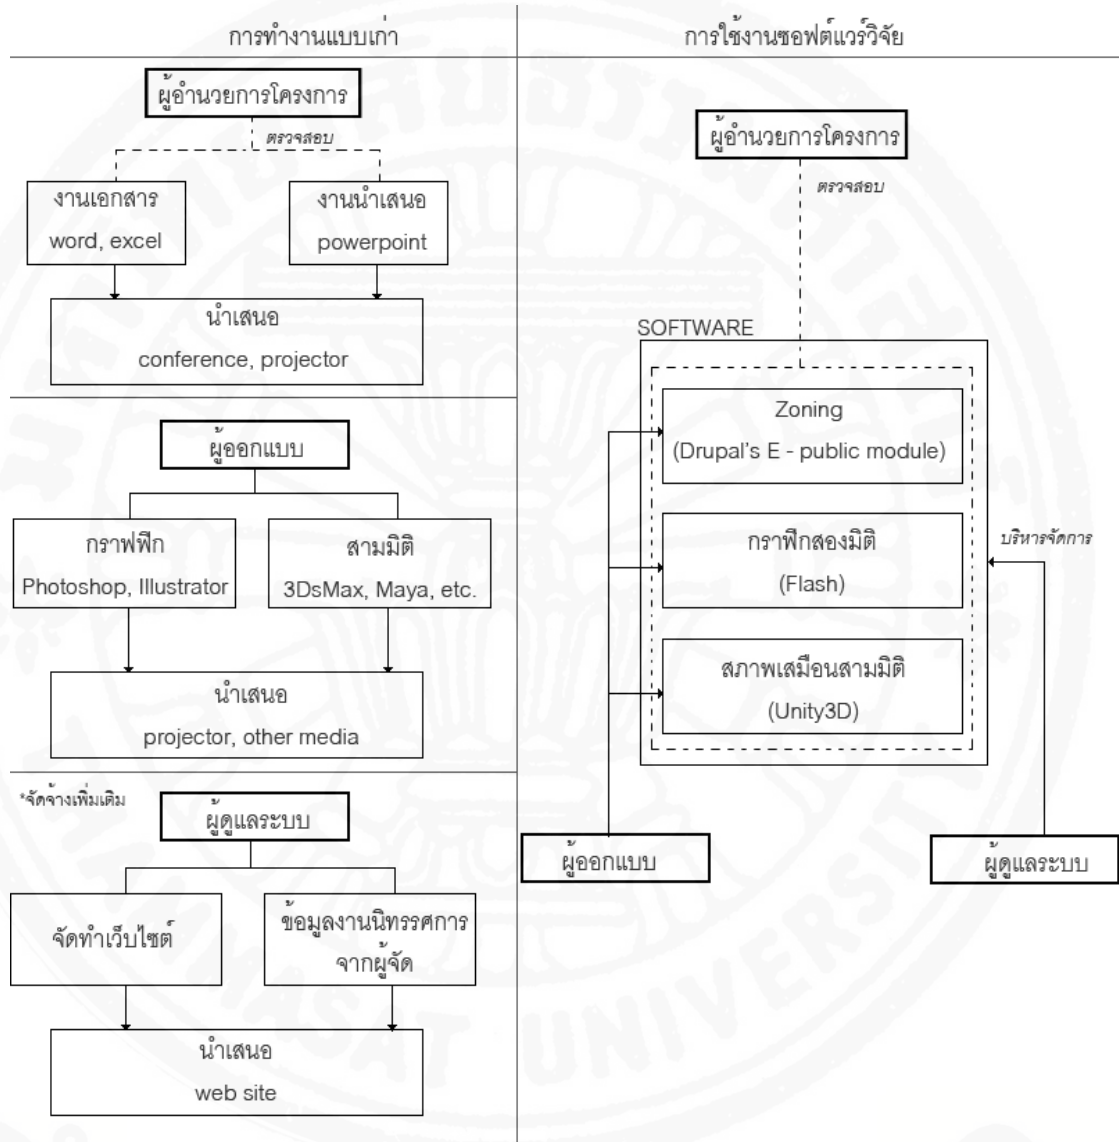 การทำงานแบบเก่า
ผู้อำนวยการโครงการ
ตรวจสอบ
งานเอกสาร
word, excel
งานนำเสนอ
powerpoint
นำเสนอ
conference, projector
ผู้ออกแบบ
กราฟฟิก
Photoshop, Illustrator
สามมิติ
3DsMax, Maya, etc.
นำเสนอ
projector, other media
*จัดจ้างเพิ่มเติม
ผู้ดูแลระบบ
จัดทำเว็บไซต์
ข้อมูลงานนิทรรศการ
จากผู้จัด
นำเสนอ
web site
การใช้งานซอฟต์แวร์วิจัย
ผู้อำนวยการโครงการ
ตรวจสอบ
SOFTWARE
Zoning
(Drupal's E - public module)
กราฟิกสองมิติ
(Flash)
สภาพเสมือนสามมิติ
(Unity3D)
บริหารจัดการ
ผู้ออกแบบ
ผู้ดูแลระบบ